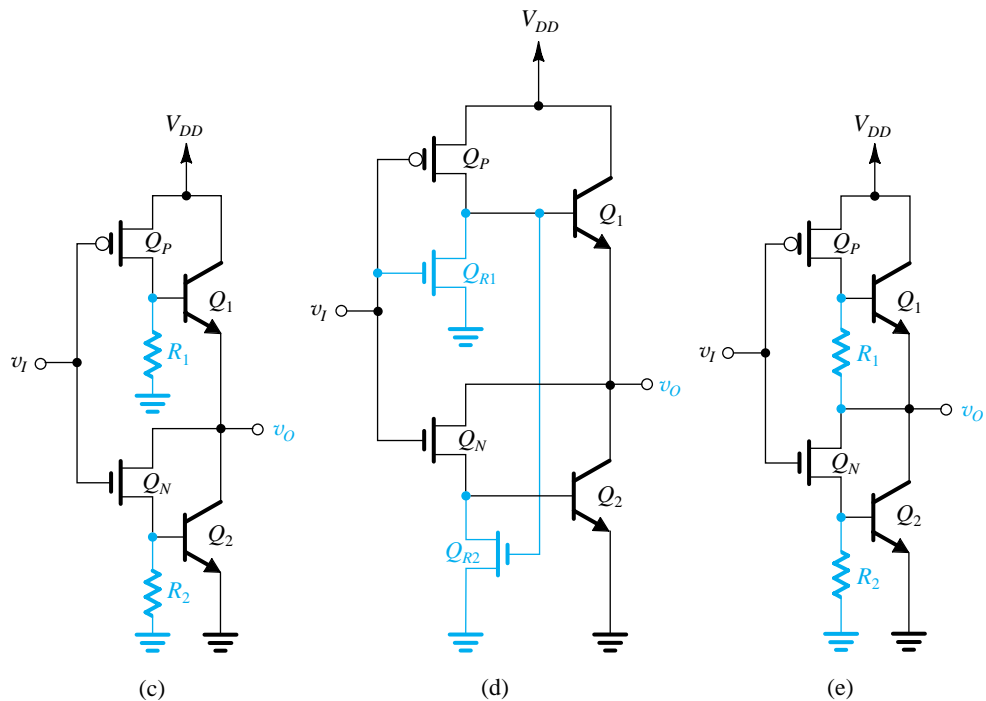 V_DD
Q_P
Q_1
R_1
v_I
v_O
Q_N
Q_2
R_2
(c)
V_DD
Q_P
Q_1
Q_R1
v_I
v_O
Q_N
Q_2
Q_R2
(d)
V_DD
Q_P
Q_1
R_1
v_I
v_O
Q_N
Q_2
R_2
(e)